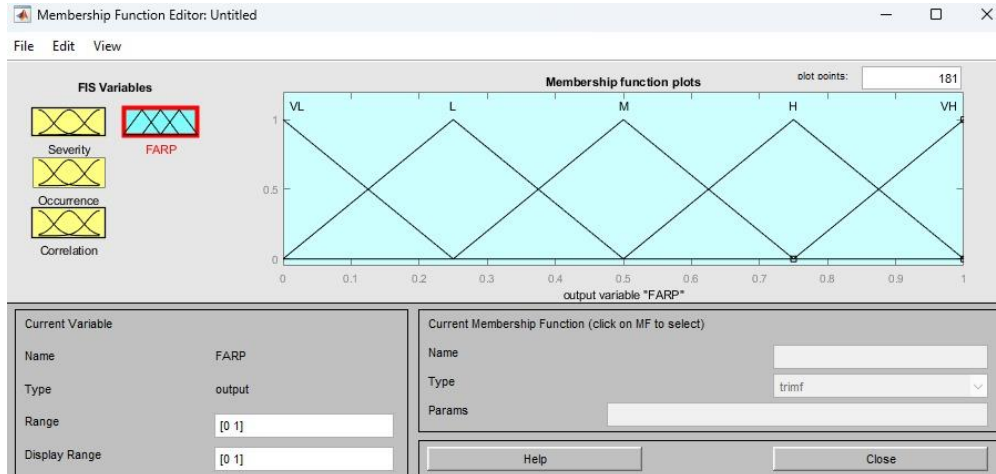 Membership Function Editor: Untitled
File Edit View
FIS Variables
Severity
FARP
Occurrence
Correlation
Membership function plots
plot points:
181
VL L M H VH
1
0.5
0
0 0.1 0.2 0.3 0.4 0.5 0.6 0.7 0.8 0.9 1
output variable "FARP"
Current Variable
Name FARP
Type output
Range [0 1]
Display Range [0 1]
Current Membership Function (click on MF to select)
Name
Type trimf
Params
Help Close